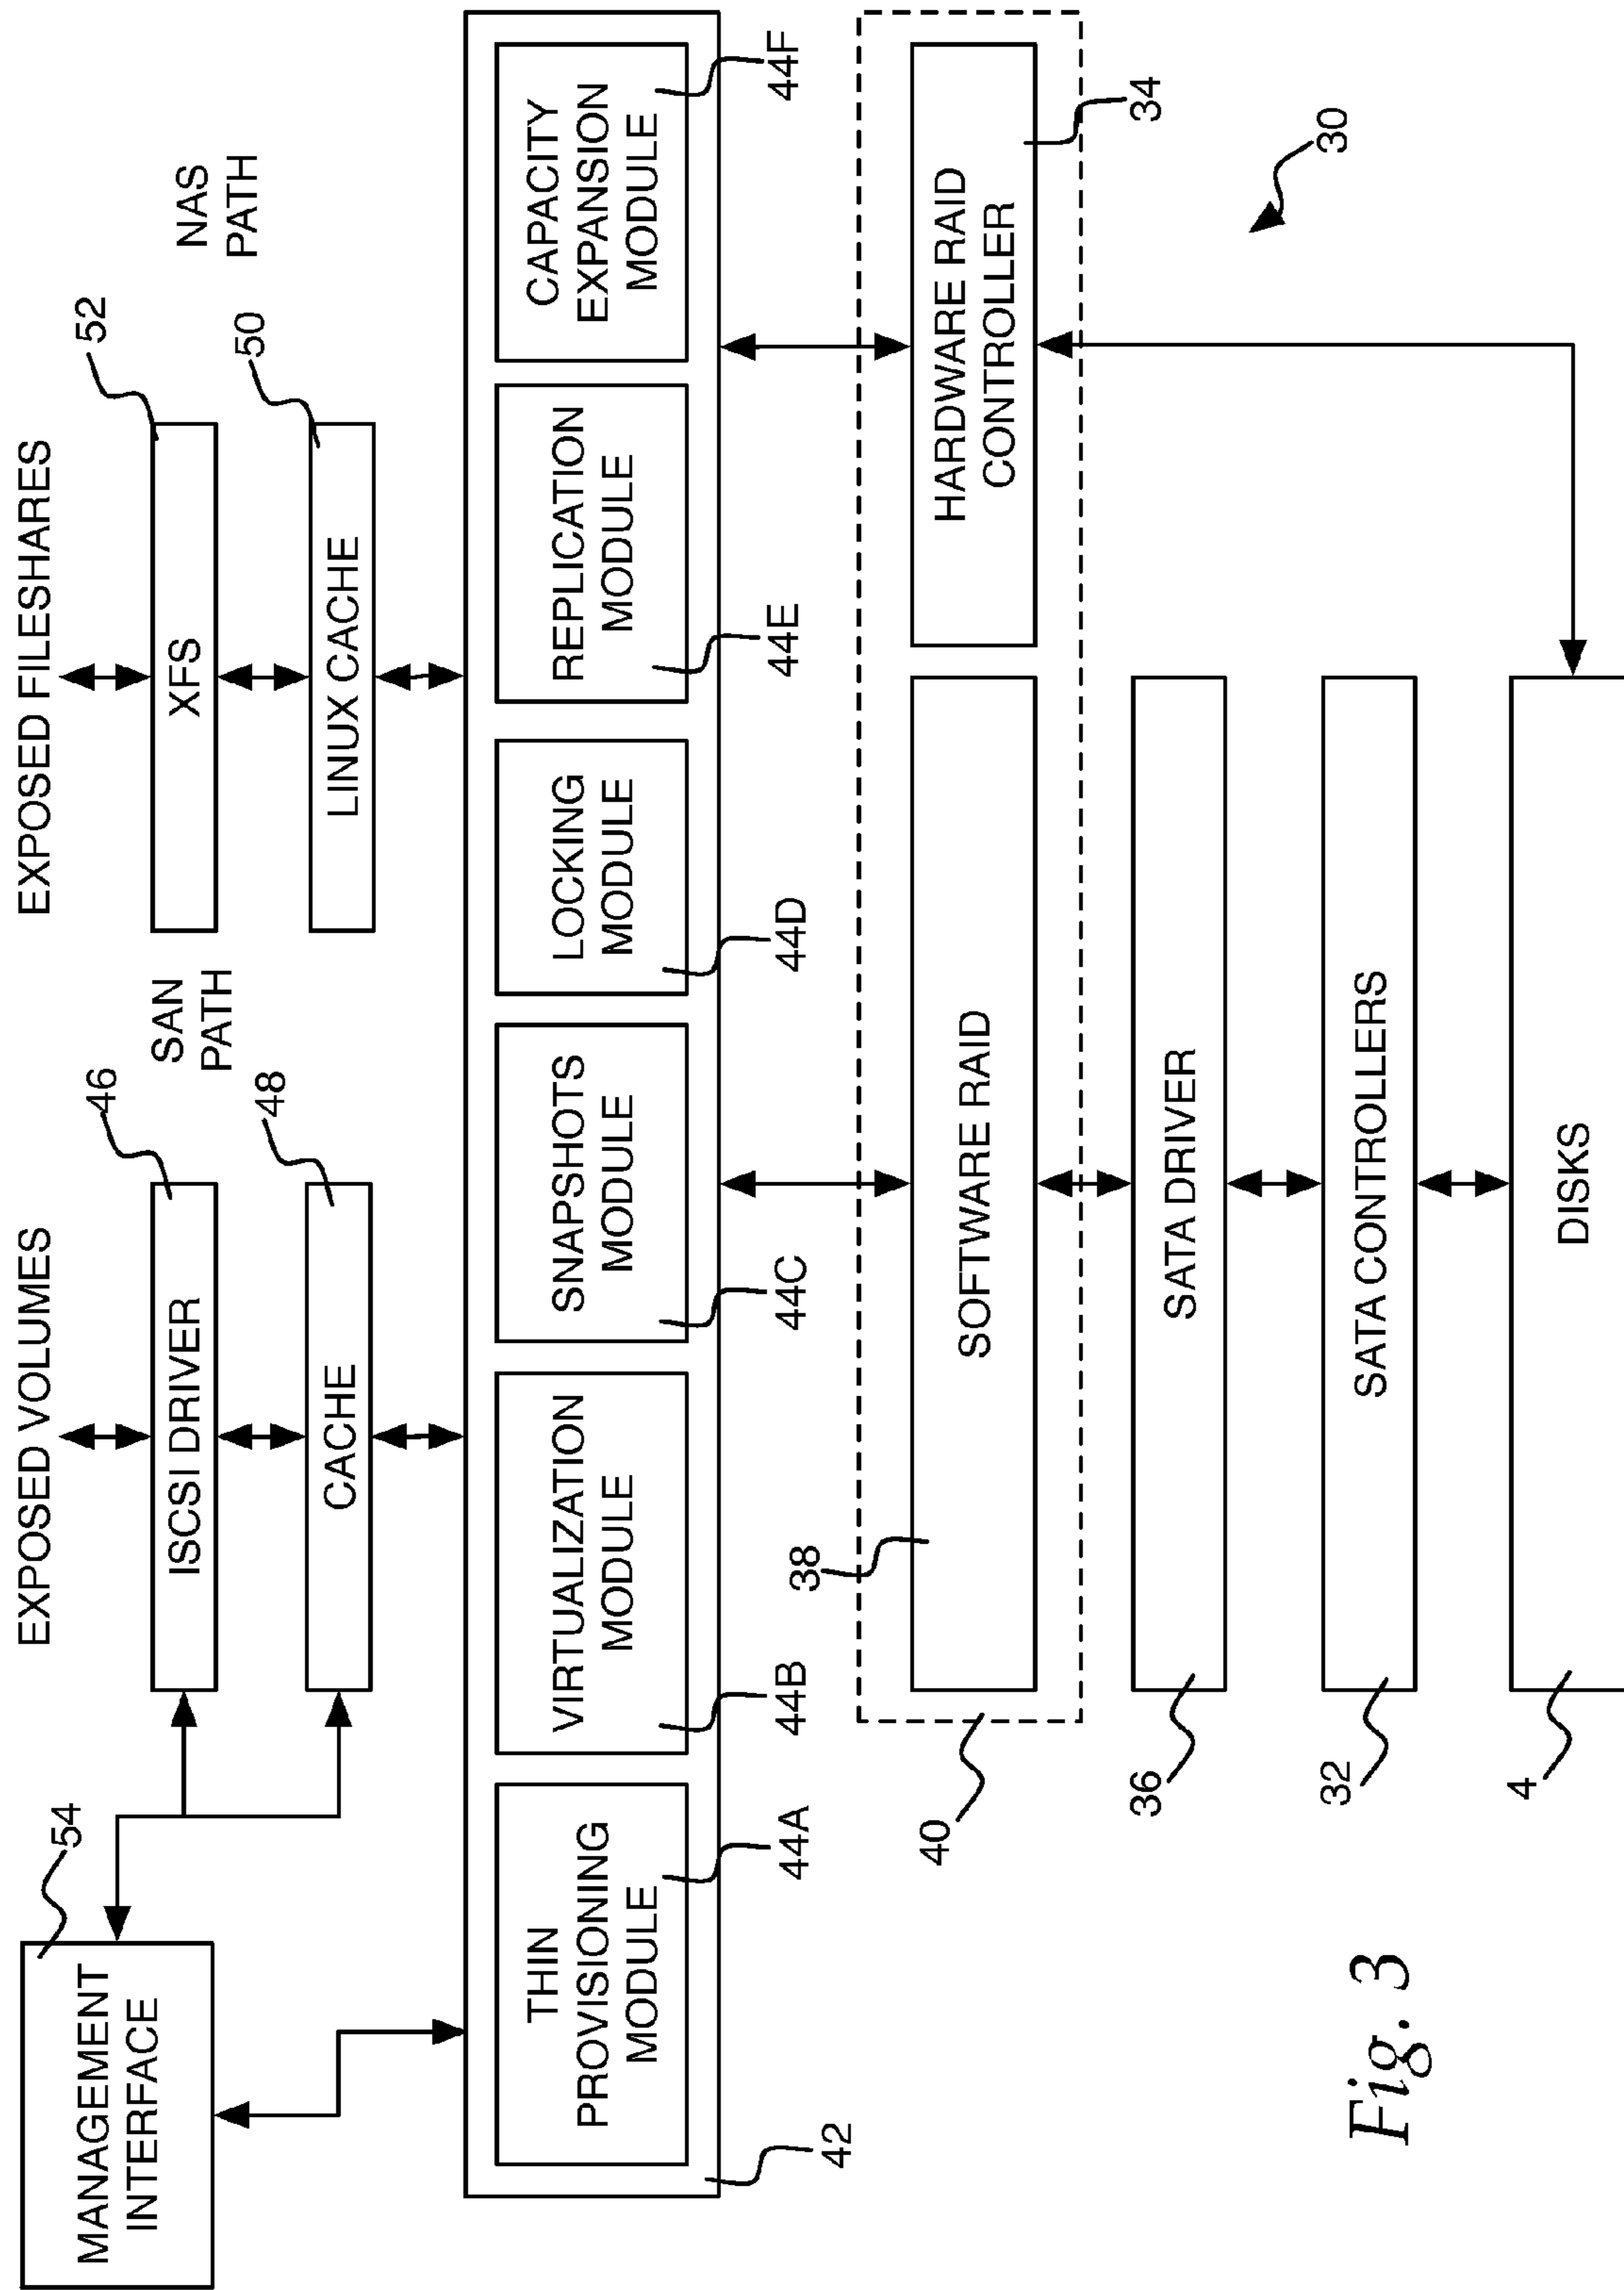 54
MANAGEMENT
INTERFACE
EXPOSED VOLUMES
46
ISCSI DRIVER
SAN
PATH
48
CACHE
EXPOSED FILESHARES
52
XFS
NAS
PATH
50
LINUX CACHE
THIN
PROVISIONING
MODULE
VIRTUALIZATION
MODULE
SNAPSHOTS
MODULE
LOCKING
MODULE
REPLICATION
MODULE
CAPACITY
EXPANSION
MODULE
42
44A
44B
44C
44D
44E
44F
38
SOFTWARE RAID
HARDWARE RAID
CONTROLLER
34
40
36
SATA DRIVER
32
SATA CONTROLLERS
4
DISKS
30
Fig. 3